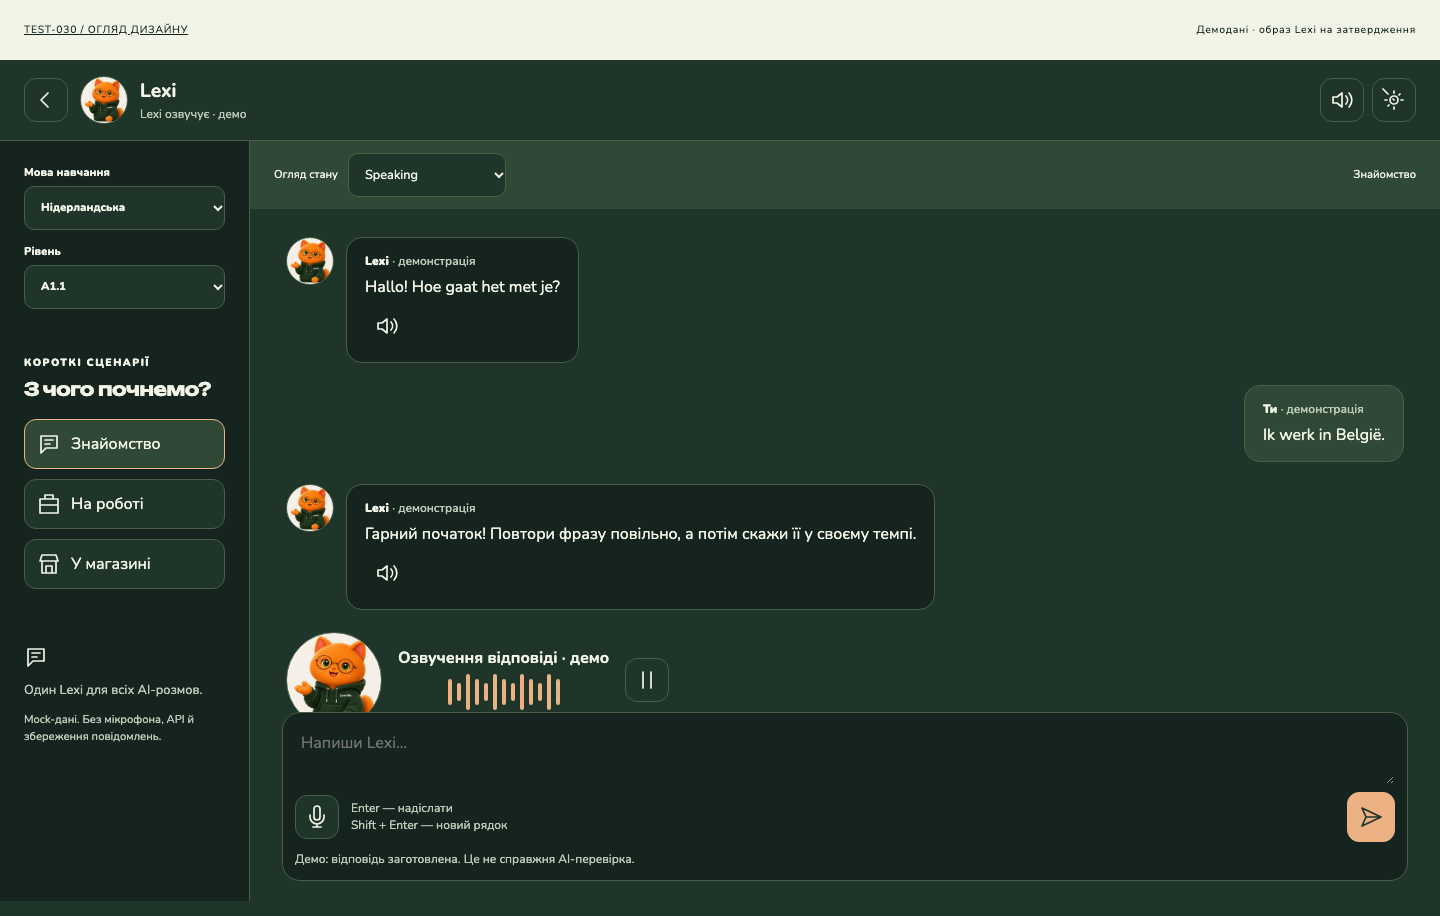 TEST-030 / ОГЛЯД ДИЗАЙНУ
Демодані · образ Lexi на затвердження
Lexi
Lexi озвучує · демо
Мова навчання
Нідерландська
Рівень
A1.1
КОРОТКІ СЦЕНАРІЇ
З чого почнемо?
Знайомство
На роботі
У магазині
Один Lexi для всіх AI-розмов.
Mock-дані. Без мікрофона, API й
збереження повідомлень.
Огляд стану
Speaking
Знайомство
Lexi · демонстрація
Hallo! Hoe gaat het met je?
Ти · демонстрація
Ik werk in België.
Lexi · демонстрація
Гарний початок! Повтори фразу повільно, а потім скажи її у своєму темпі.
Озвучення відповіді · демо
Напиши Lexi...
Enter — надіслати
Shift + Enter — новий рядок
Демо: відповідь заготовлена. Це не справжня AI-перевірка.